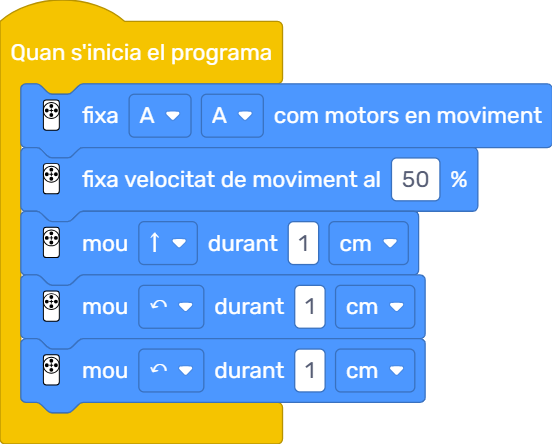 Quan s'inicia el programa
fixa A A com motors en moviment
fixa velocitat de moviment al 50 %
mou ↑ durant 1 cm
mou ↶ durant 1 cm
mou ↶ durant 1 cm